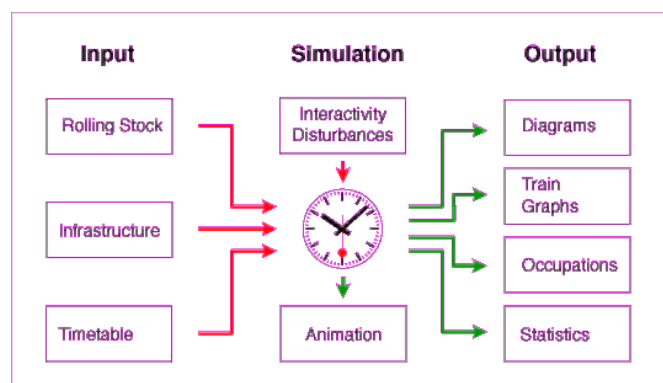 Input
Simulation
Output
Rolling Stock
Interactivity
Disturbances
Diagrams
Train
Graphs
Infrastructure
Occupations
Timetable
Animation
Statistics